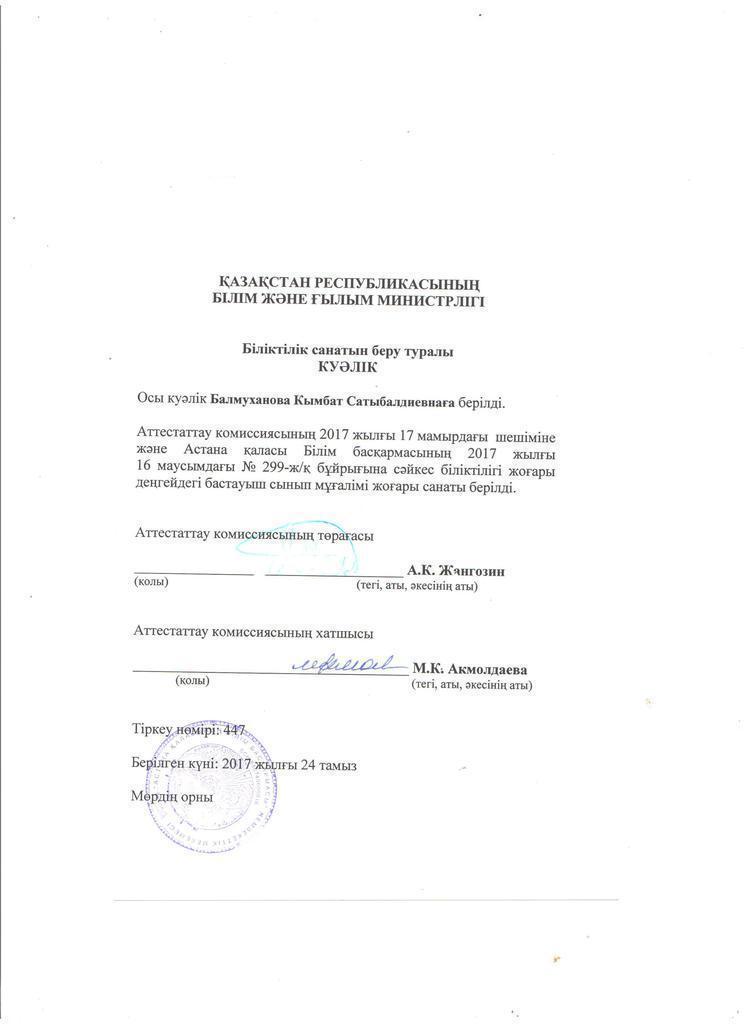 ҚАЗАҚСТАН РЕСПУБЛИКАСЫНЫҢ
БІЛІМ ЖӘНЕ ҒЫЛЫМ МИНИСТРЛІГІ
Біліктілік санатын беру туралы
КУӘЛІК
Осы куәлік Балмуханова Кымбат Сатыбалдиевнаға берілді.
Аттестаттау комиссиясының 2017 жылғы 17 мамырдағы шешіміне
және Астана қаласы Білім басқармасының 2017 жылғы
16 маусымдағы № 299-ж/қ бұйрығына сәйкес біліктілігі жоғары
деңгейдегі бастауыш сынып мұғалімі жоғары санаты берілді.
Аттестаттау комиссиясының төрағасы
А.К. Жангозин
(қолы) (тегі, аты, әкесінің аты)
Аттестаттау комиссиясының хатшысы
М.К. Акмолдаева
(қолы) (тегі, аты, әкесінің аты)
Тіркеу нөмірі: 447
Берілген күні: 2017 жылғы 24 тамыз
Мөрдің орны